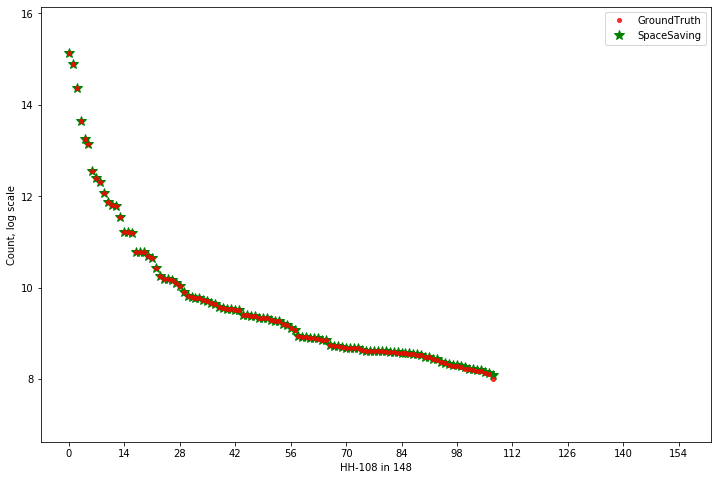 GroundTruth
SpaceSaving
Count, log scale
16
14
12
10
8
0 14 28 42 56 70 84 98 112 126 140 154
HH-108 in 148